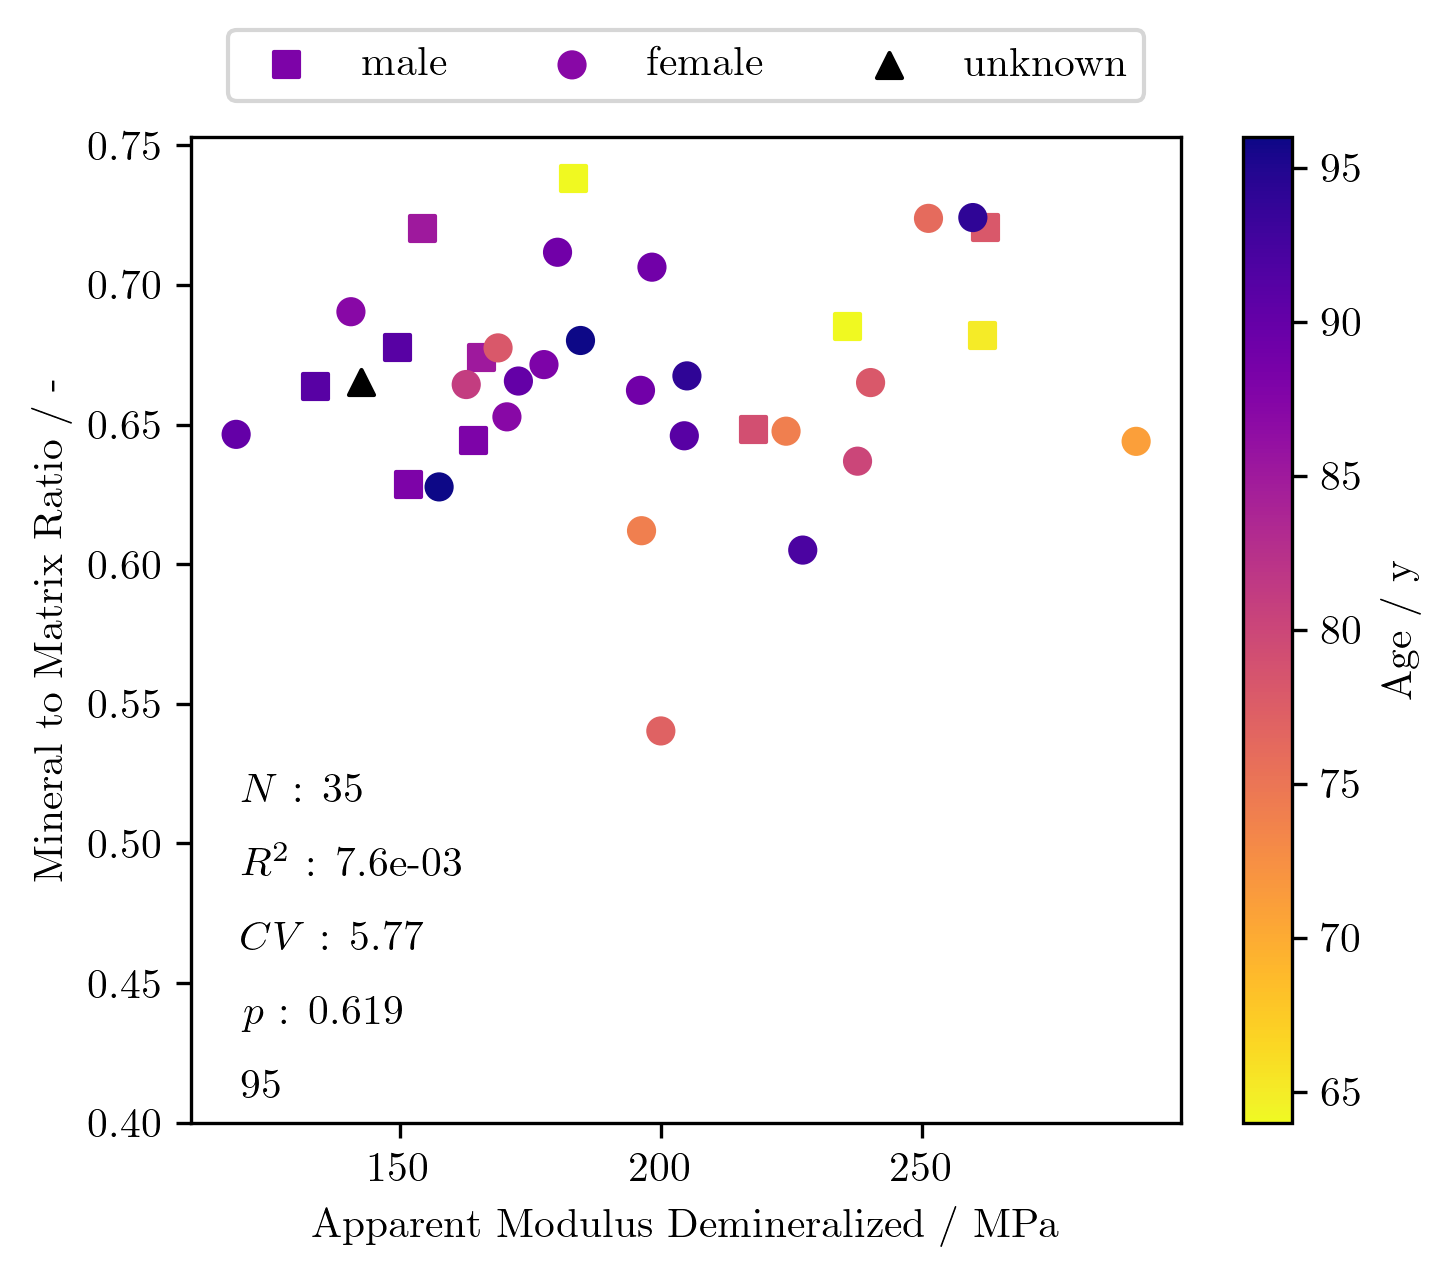 male female unknown
0.75
0.70
0.65
0.60
0.55
0.50
0.45
0.40
Mineral to Matrix Ratio / -
N : 35
R² : 7.6e-03
CV : 5.77
p : 0.619
95
150 200 250
Apparent Modulus Demineralized / MPa
95
90
85
80
75
70
65
Age / y